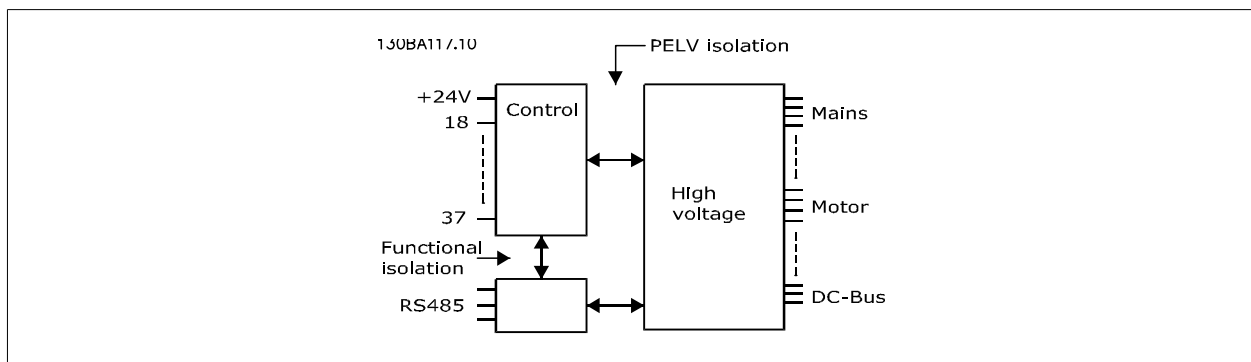 130BA117.10
PELV isolation
+24V
Control
18
Mains
High
voltage
Motor
37
Functional
isolation
RS485
DC-Bus